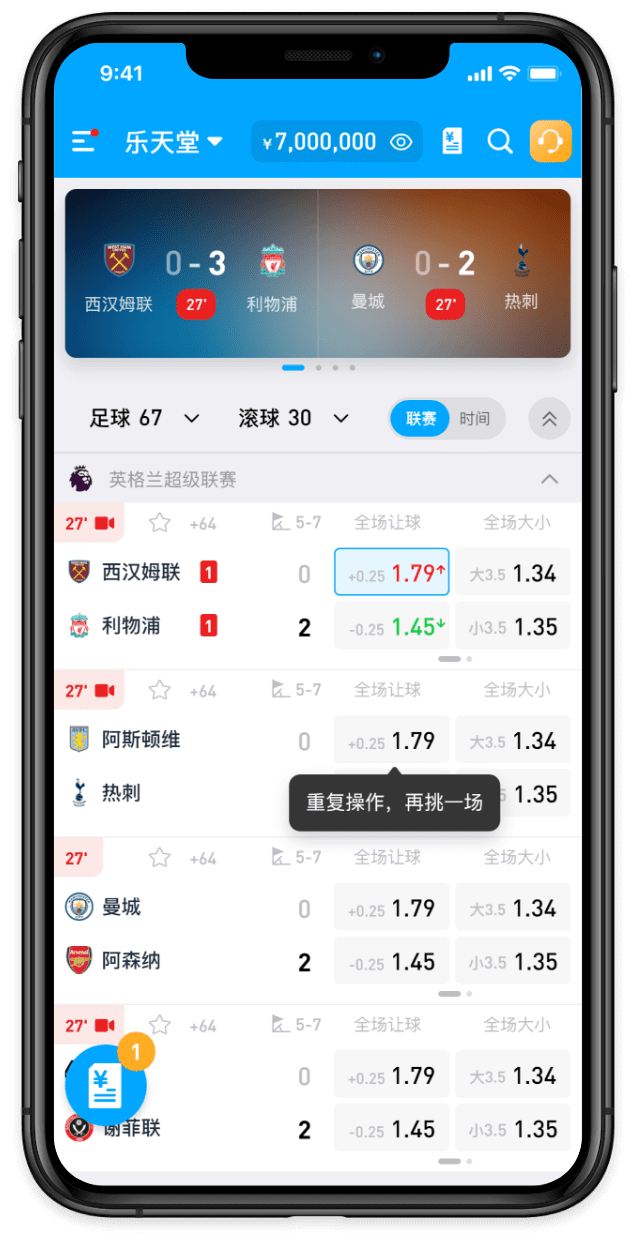 9:41
乐天堂 ¥7,000,000
0 - 3 0 - 2
西汉姆联 27' 利物浦 曼城 27' 热刺
足球 67 滚球 30 联赛 时间
英格兰超级联赛
27' +64 5-7 全场让球 全场大小
西汉姆联 1 0 +0.25 1.79↑ 大3.5 1.34
利物浦 1 2 -0.25 1.45↓ 小3.5 1.35
27' +64 5-7 全场让球 全场大小
阿斯顿维 0 +0.25 1.79 大3.5 1.34
热刺 5 1.35
重复操作，再挑一场
27' +64 5-7 全场让球 全场大小
曼城 0 +0.25 1.79 大3.5 1.34
阿森纳 2 -0.25 1.45 小3.5 1.35
27' +64 5-7 全场让球 全场大小
1
¥
0 +0.25 1.79 大3.5 1.34
谢菲联 2 -0.25 1.45 小3.5 1.35